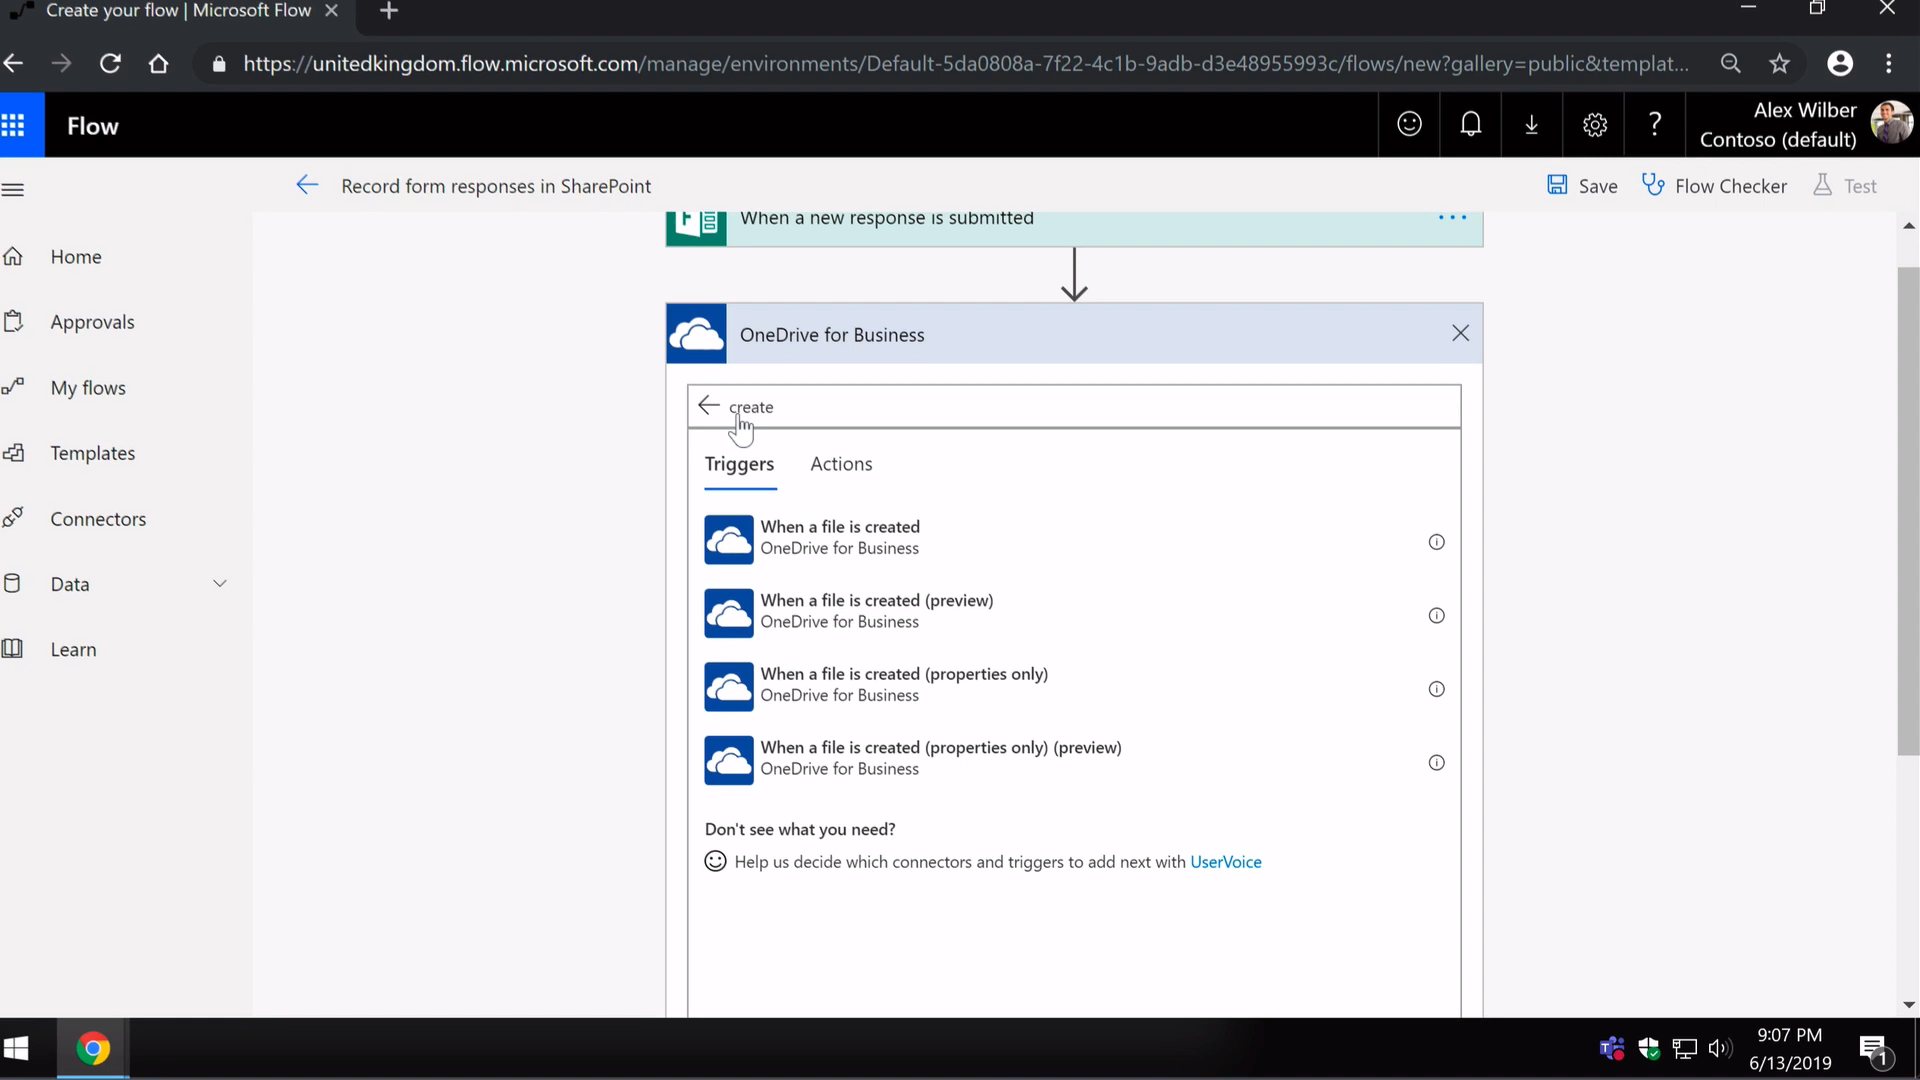 Create your flow | Microsoft Flow
https://unitedkingdom.flow.microsoft.com/manage/environments/Default-5da0808a-7f22-4c1b-9adb-d3e48955993c/flows/new?gallery=public&templat...
Flow
?
Alex Wilber
Contoso (default)
Record form responses in SharePoint
Save
Flow Checker
Test
Home
Approvals
My flows
Templates
Connectors
Data
Learn
F
When a new response is submitted
...
OneDrive for Business
create
Triggers
Actions
When a file is created
OneDrive for Business
When a file is created (preview)
OneDrive for Business
When a file is created (properties only)
OneDrive for Business
When a file is created (properties only) (preview)
OneDrive for Business
Don't see what you need?
Help us decide which connectors and triggers to add next with UserVoice
9:07 PM
6/13/2019
1